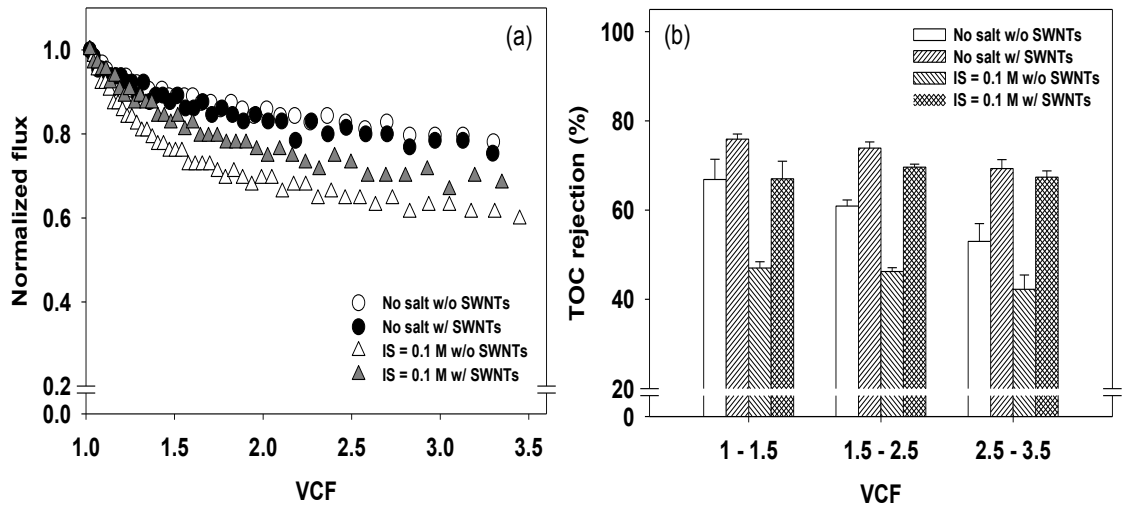 (a)
Normalized flux
1.0
0.8
0.6
0.4
0.2
0.0
No salt w/o SWNTs
No salt w/ SWNTs
IS = 0.1 M w/o SWNTs
IS = 0.1 M w/ SWNTs
1.0 1.5 2.0 2.5 3.0 3.5
VCF
(b)
TOC rejection (%)
100
80
60
40
20
0
No salt w/o SWNTs
No salt w/ SWNTs
IS = 0.1 M w/o SWNTs
IS = 0.1 M w/ SWNTs
1 - 1.5 1.5 - 2.5 2.5 - 3.5
VCF